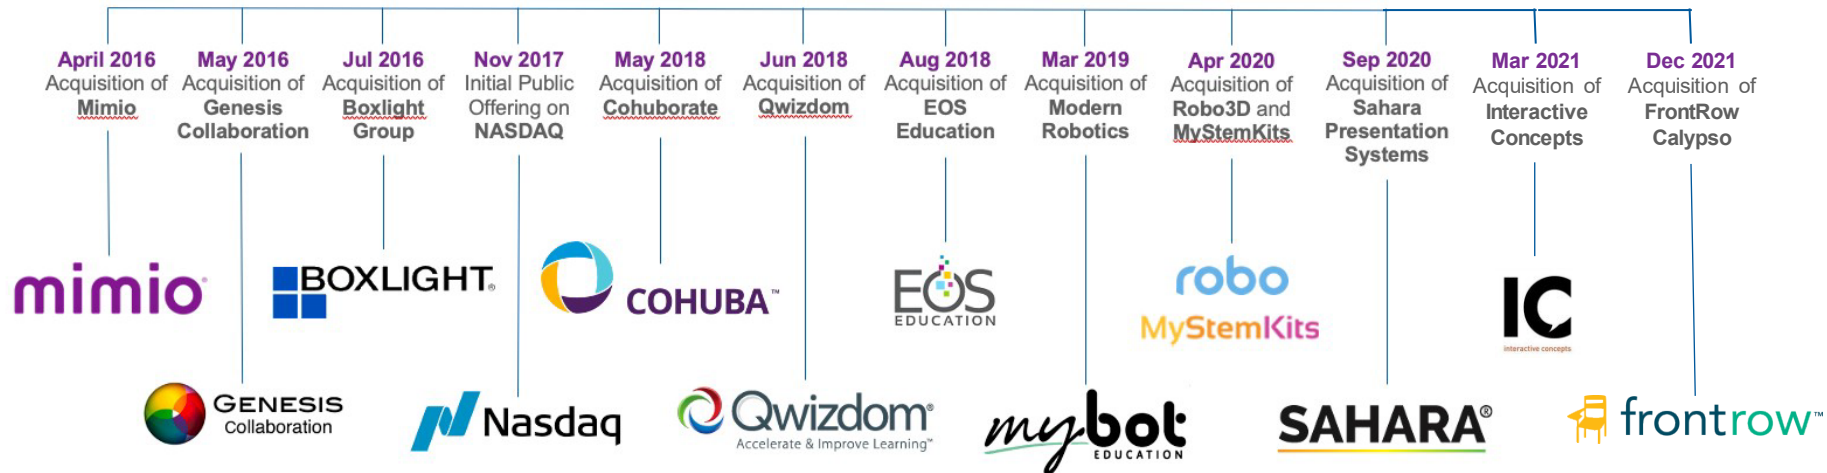 April 2016
Acquisition of
Mimio
May 2016
Acquisition of
Genesis
Collaboration
Jul 2016
Acquisition of
Boxlight
Group
Nov 2017
Initial Public
Offering on
NASDAQ
May 2018
Acquisition of
Cohuborate
Jun 2018
Acquisition of
Qwizdom
Aug 2018
Acquisition of
EOS
Education
Mar 2019
Acquisition of
Modern
Robotics
Apr 2020
Acquisition of
Robo3D and
MyStemKits
Sep 2020
Acquisition of
Sahara
Presentation
Systems
Mar 2021
Acquisition of
Interactive
Concepts
Dec 2021
Acquisition of
FrontRow
Calypso
mimio®
BOXLIGHT®
COHUBA™
EOS
EDUCATION
robo
MyStemKits
IC
interactive concepts
GENESIS
Collaboration
Nasdaq
Qwizdom®
Accelerate & Improve Learning™
mybot
EDUCATION
SAHARA®
frontrow™